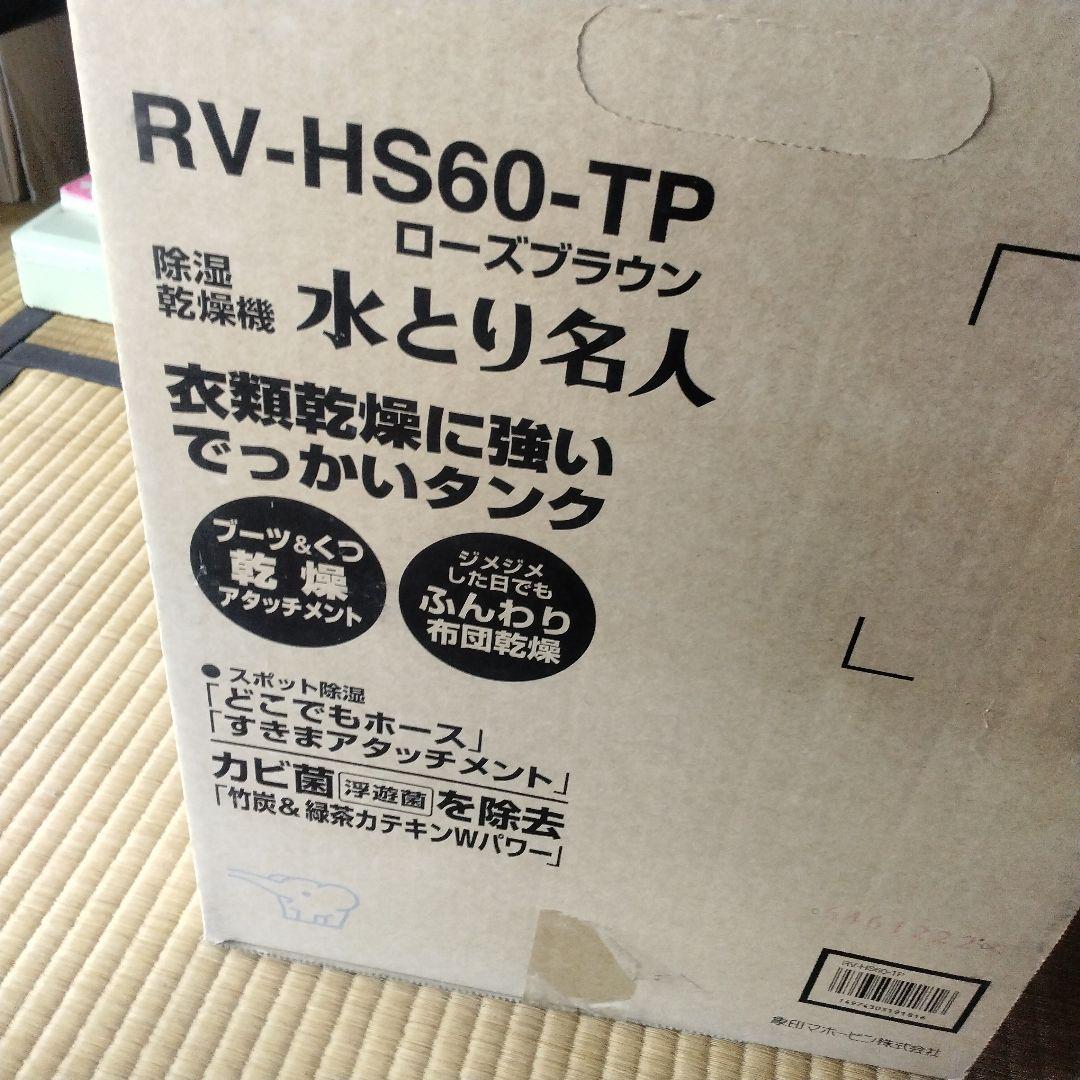 RV-HS60-TP
ローズブラウン
除湿
乾燥機 水とり名人
衣類乾燥に強い
でっかいタンク
ブーツ&くつ
乾燥
アタッチメント
ジメジメ
した日でも
ふんわり
布団乾燥
●スポット除湿
「どこでもホース」
「すきまアタッチメント」
カビ菌 浮遊菌 を除去
「竹炭&緑茶カテキンWパワー」
RV-HS60-TP
象印マホービン株式会社